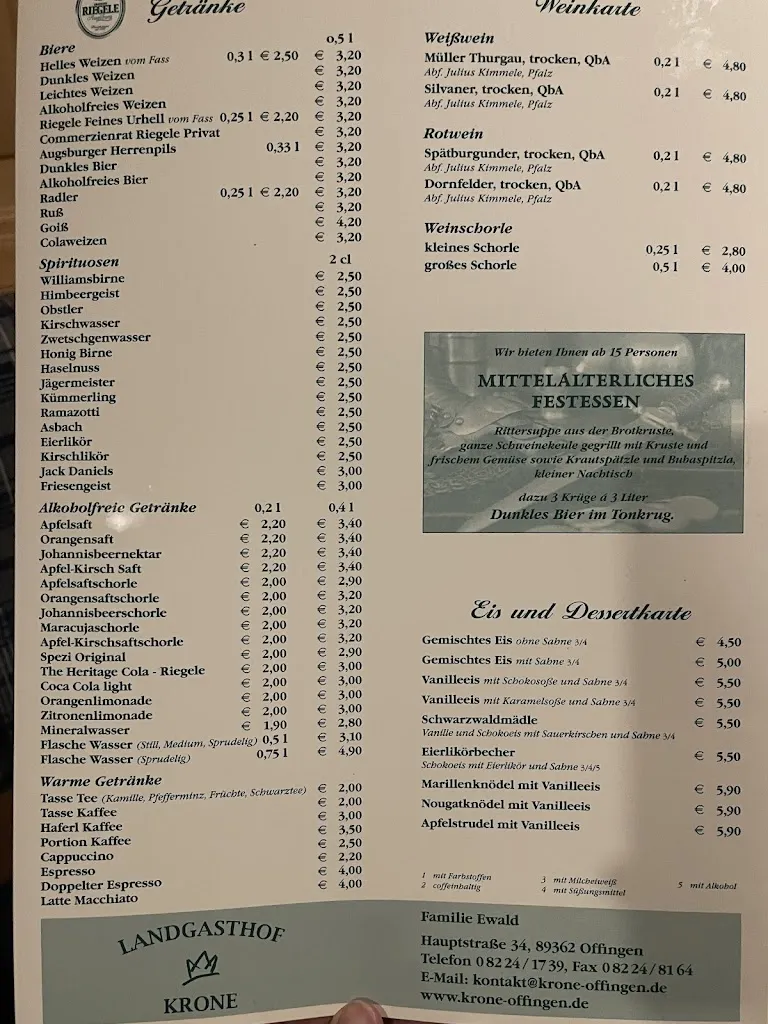 RIEGELE
Getränke
Biere 0,5 l
Helles Weizen vom Fass 0,3 l € 2,50 € 3,20
Dunkles Weizen € 3,20
Leichtes Weizen € 3,20
Alkoholfreies Weizen € 3,20
Riegele Feines Urhell vom Fass 0,25 l € 2,20 € 3,20
Commerzienrat Riegele Privat € 3,20
Augsburger Herrenpils 0,33 l € 3,20
Dunkles Bier € 3,20
Alkoholfreies Bier € 3,20
Radler 0,25 l € 2,20 € 3,20
Ruß € 3,20
Goiß € 4,20
Colaweizen € 3,20
Spirituosen 2 cl
Williamsbirne € 2,50
Himbeergeist € 2,50
Obstler € 2,50
Kirschwasser € 2,50
Zwetschgenwasser € 2,50
Honig Birne € 2,50
Haselnuss € 2,50
Jägermeister € 2,50
Kümmerling € 2,50
Ramazotti € 2,50
Asbach € 2,50
Eierlikör € 2,50
Kirschlikör € 2,50
Jack Daniels € 3,00
Friesengeist € 3,00
Alkoholfreie Getränke 0,2 l 0,4 l
Apfelsaft € 2,20 € 3,40
Orangensaft € 2,20 € 3,40
Johannisbeernektar € 2,20 € 3,40
Apfel-Kirsch Saft € 2,20 € 3,40
Apfelsaftschorle € 2,00 € 2,90
Orangensaftschorle € 2,00 € 3,20
Johannisbeerschorle € 2,00 € 3,20
Maracujaschorle € 2,00 € 3,20
Apfel-Kirschsaftschorle € 2,00 € 3,20
Spezi Original € 2,00 € 2,90
The Heritage Cola - Riegele € 2,00 € 3,00
Coca Cola light € 2,00 € 3,00
Orangenlimonade € 2,00 € 3,00
Zitronenlimonade € 2,00 € 3,00
Mineralwasser € 1,90 € 2,80
Flasche Wasser (Still, Medium, Sprudelig) 0,5 l € 3,10
Flasche Wasser (Sprudelig) 0,75 l € 4,90
Warme Getränke
Tasse Tee (Kamille, Pfefferminz, Früchte, Schwarztee) € 2,00
Tasse Kaffee € 2,00
Haferl Kaffee € 3,00
Portion Kaffee € 3,50
Cappuccino € 2,50
Espresso € 2,20
Doppelter Espresso € 4,00
Latte Macchiato € 4,00
LANDGASTHOF
KRONE
Weinkarte
Weißwein
Müller Thurgau, trocken, QbA 0,2 l € 4,80
Abf. Julius Kimmele, Pfalz
Silvaner, trocken, QbA 0,2 l € 4,80
Abf. Julius Kimmele, Pfalz
Rotwein
Spätburgunder, trocken, QbA 0,2 l € 4,80
Abf. Julius Kimmele, Pfalz
Dornfelder, trocken, QbA 0,2 l € 4,80
Abf. Julius Kimmele, Pfalz
Weinschorle
kleines Schorle 0,25 l € 2,80
großes Schorle 0,5 l € 4,00
Wir bieten Ihnen ab 15 Personen
MITTELALTERLICHES
FESTESSEN
Rittersuppe aus der Brotkruste,
ganze Schweinekeule gegrillt mit Kruste und
frischem Gemüse sowie Krautspätzle und Bubaspitzla,
kleiner Nachtisch
dazu 3 Krüge á 3 Liter
Dunkles Bier im Tonkrug.
Eis und Dessertkarte
Gemischtes Eis ohne Sahne 3/4 € 4,50
Gemischtes Eis mit Sahne 3/4 € 5,00
Vanilleeis mit Schokosoße und Sahne 3/4 € 5,50
Vanilleeis mit Karamelsoße und Sahne 3/4 € 5,50
Schwarzwaldmädle € 5,50
Vanille und Schokoeis mit Sauerkirschen und Sahne 3/4
Eierlikörbecher € 5,50
Schokoeis mit Eierlikör und Sahne 3/4/5
Marillenknödel mit Vanilleeis € 5,90
Nougatknödel mit Vanilleeis € 5,90
Apfelstrudel mit Vanilleeis € 5,90
1 mit Farbstoffen 3 mit Milcheiweiß 5 mit Alkohol
2 coffeinhaltig 4 mit Süßungsmittel
Familie Ewald
Hauptstraße 34, 89362 Offingen
Telefon 0 82 24 / 17 39, Fax 0 82 24 / 81 64
E-Mail: kontakt@krone-offingen.de
www.krone-offingen.de